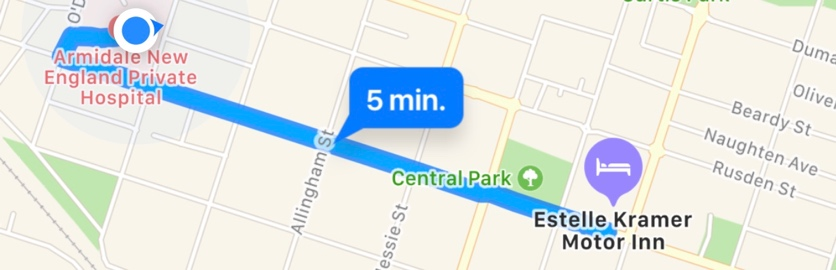 Armidale New
England Private
Hospital
5 min.
Allingham St
Central Park
Estelle Kramer
Motor Inn
Beardy St
Naughten Ave
Rusden St